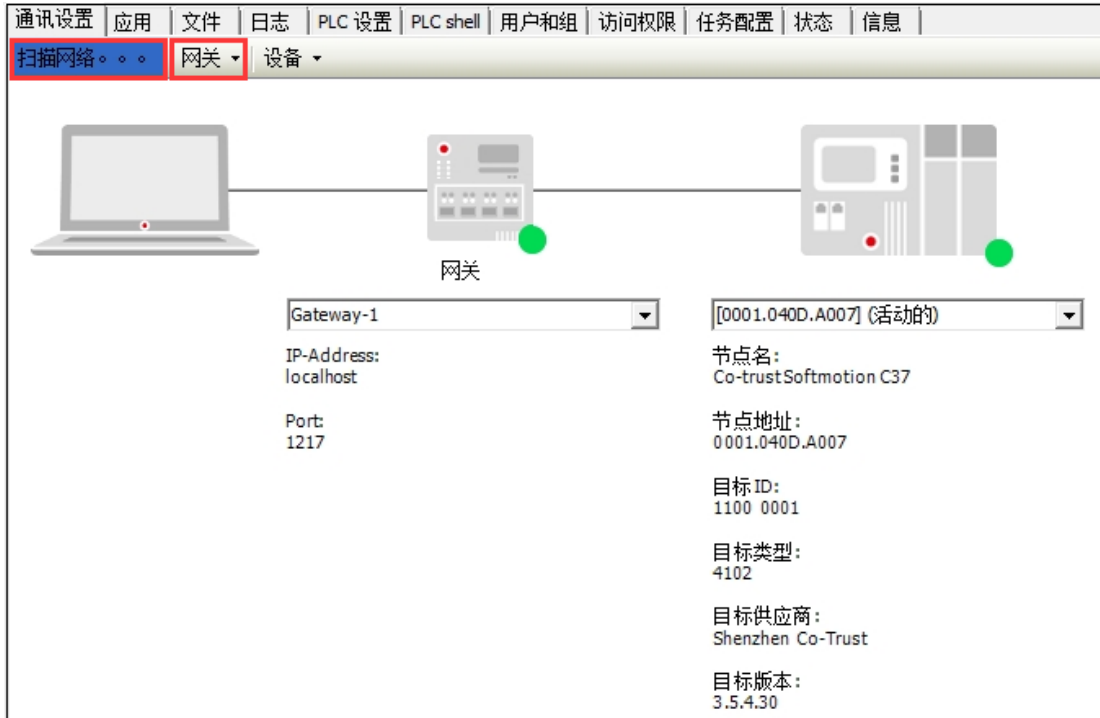 通讯设置 应用 文件 日志 PLC 设置 PLC shell 用户和组 访问权限 任务配置 状态 信息
扫描网络。。。 网关 设备
网关
Gateway-1 [0001.040D.A007] (活动的)
IP-Address:
localhost
Port:
1217
节点名:
Co-trust Softmotion C37
节点地址:
0001.040D.A007
目标 ID:
1100 0001
目标类型:
4102
目标供应商:
Shenzhen Co-Trust
目标版本:
3.5.4.30